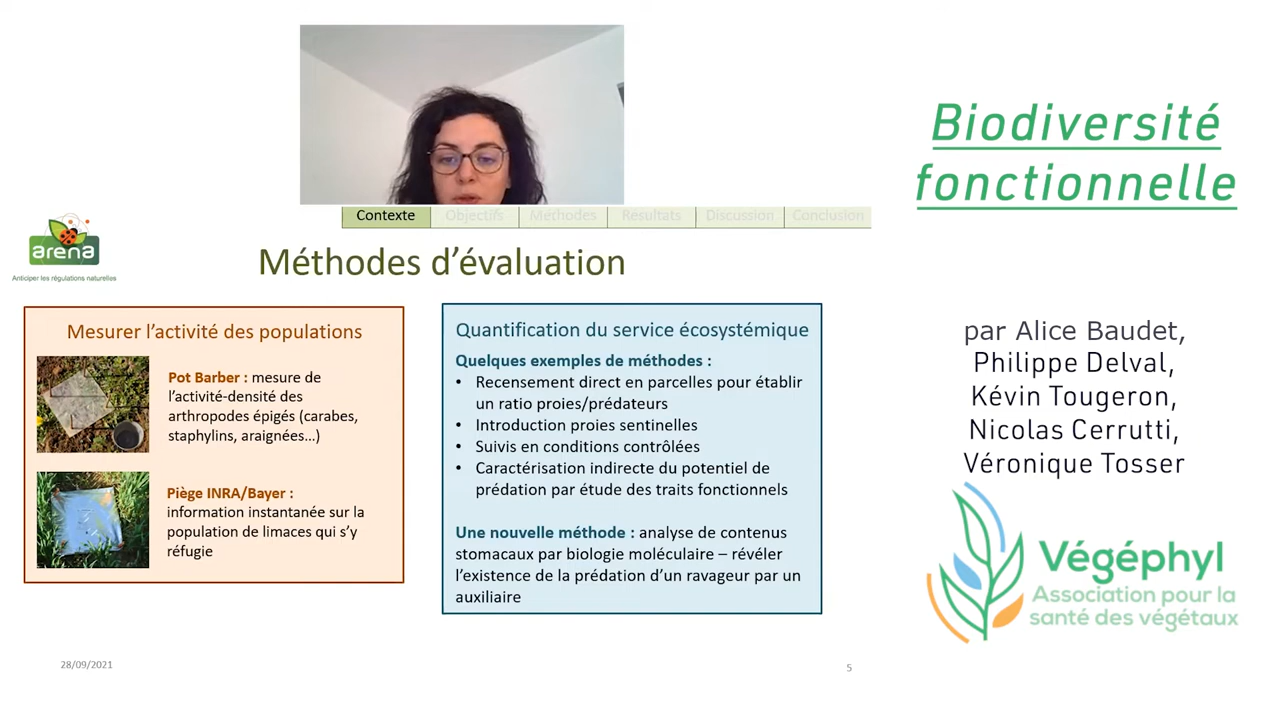 Contexte
Objectifs
Méthodes
Résultats
Discussion
Conclusion
arena
Anticiper les régulations naturelles
Méthodes d'évaluation
Mesurer l'activité des populations
Pot Barber : mesure de
l'activité-densité des
arthropodes épigés (carabes,
staphylins, araignées…)
Piège INRA/Bayer :
information instantanée sur la
population de limaces qui s'y
réfugie
Quantification du service écosystémique
Quelques exemples de méthodes :
• Recensement direct en parcelles pour établir
un ratio proies/prédateurs
• Introduction proies sentinelles
• Suivis en conditions contrôlées
• Caractérisation indirecte du potentiel de
prédation par étude des traits fonctionnels
Une nouvelle méthode : analyse de contenus
stomacaux par biologie moléculaire – révéler
l'existence de la prédation d'un ravageur par un
auxiliaire
28/09/2021
5
Biodiversité
fonctionnelle
par Alice Baudet,
Philippe Delval,
Kévin Tougeron,
Nicolas Cerrutti,
Véronique Tosser
Végéphyl
Association pour la
santé des végétaux